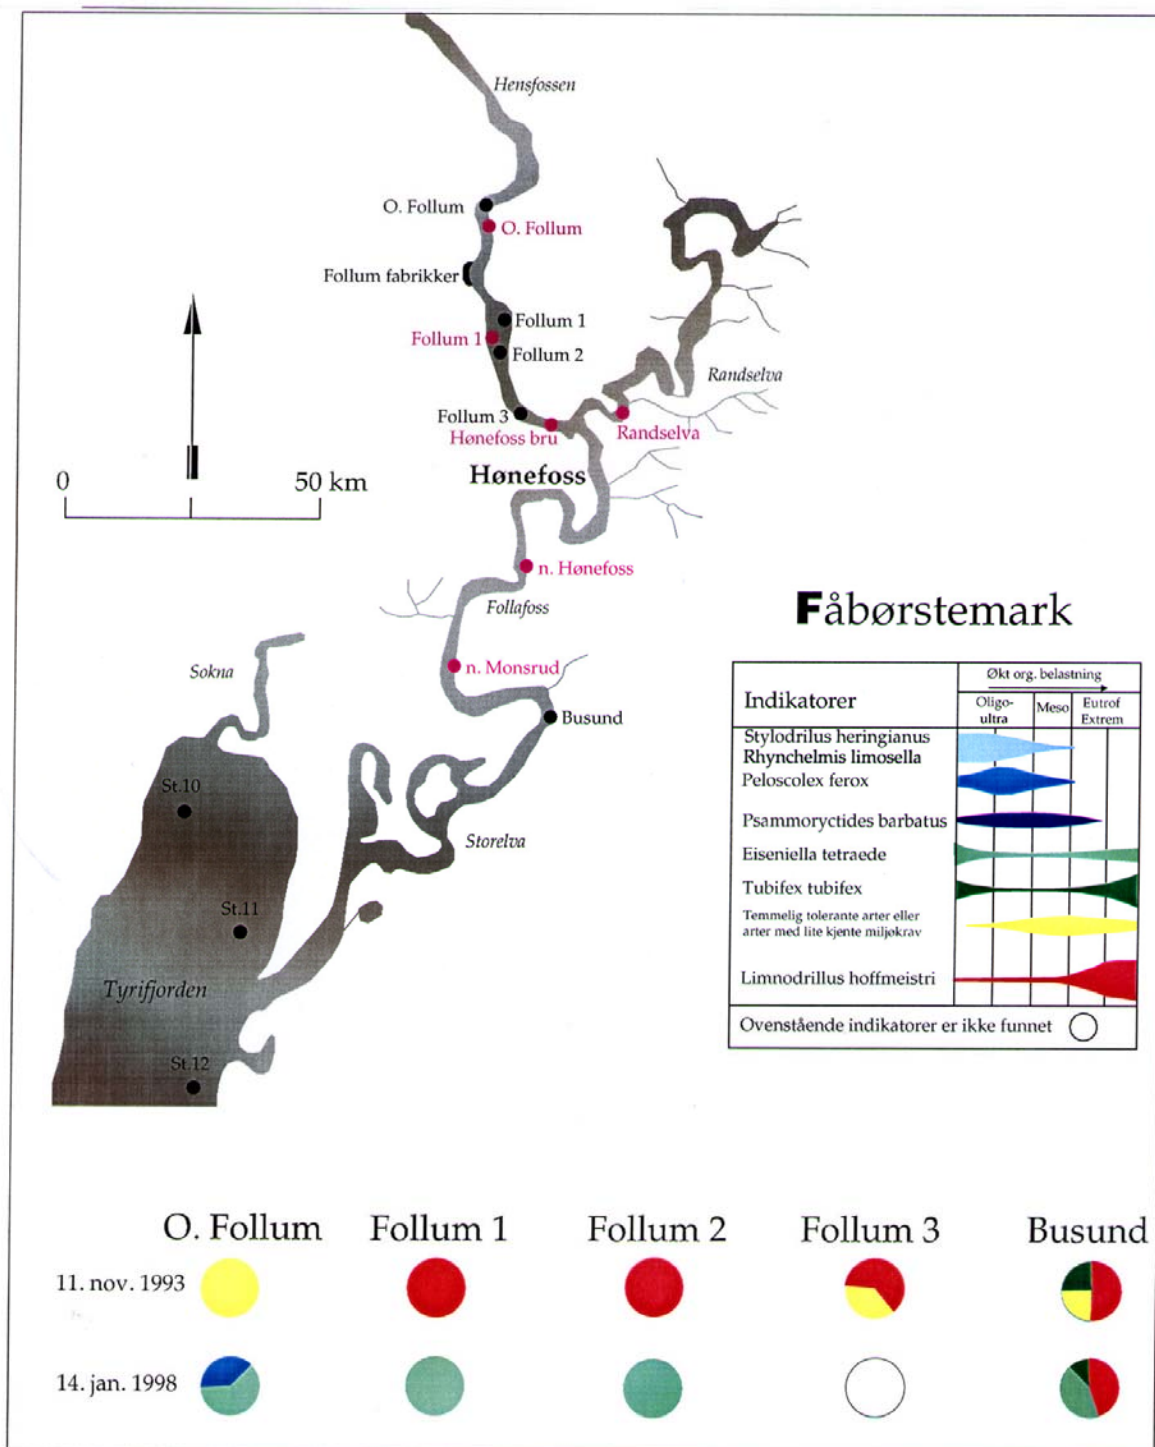 Hensfossen
O. Follum
O. Follum
Follum fabrikker
Follum 1
Follum 1
Follum 2
Randselva
Follum 3
Hønefoss bru
Randselva
Hønefoss
0 50 km
n. Hønefoss
Follafoss
Sokna
n. Monsrud
Busund
St.10
Storelva
St.11
Tyrifjorden
St.12
Fåbørstemark
Indikatorer
Økt org. belastning
Oligo-
ultra
Meso
Eutrof
Extrem
Stylodrilus heringianus
Rhynchelmis limosella
Peloscolex ferox
Psammoryctides barbatus
Eiseniella tetraede
Tubifex tubifex
Temmelig tolerante arter eller
arter med lite kjente miljøkrav
Limnodrillus hoffmeistri
Ovenstående indikatorer er ikke funnet
O. Follum Follum 1 Follum 2 Follum 3 Busund
11. nov. 1993
14. jan. 1998